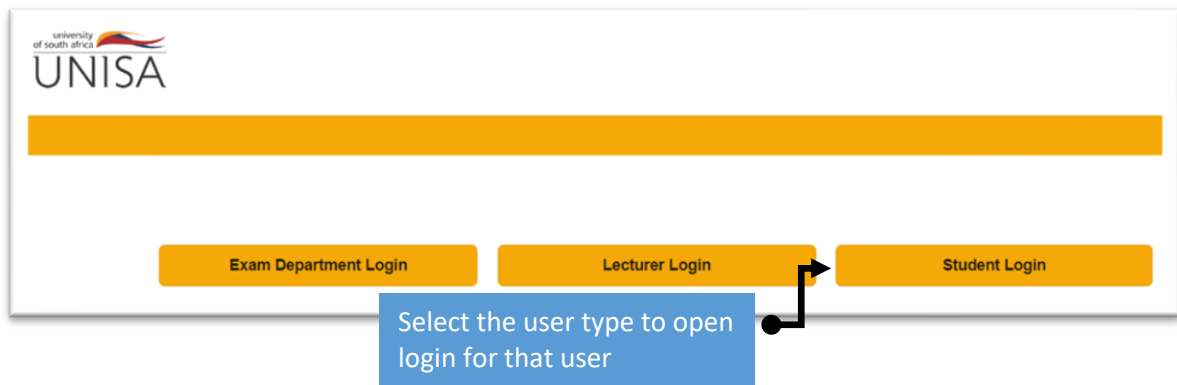 university
of south africa
UNISA
Exam Department Login
Lecturer Login
Student Login
Select the user type to open
login for that user